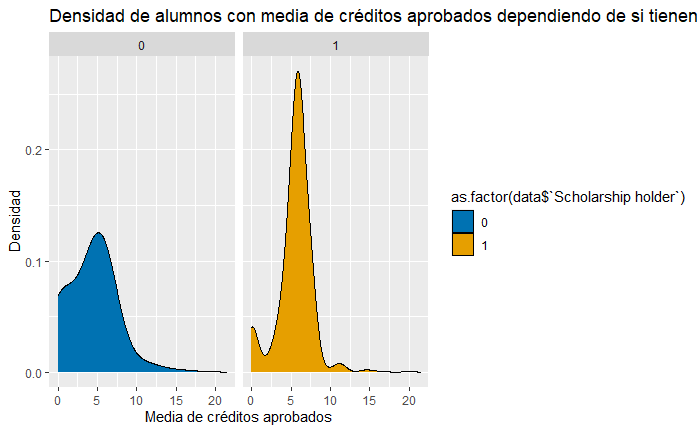 Densidad de alumnos con media de créditos aprobados dependiendo de si tienen
0 1
Densidad
0.2
0.1
0.0
0 5 10 15 20 0 5 10 15 20
Media de créditos aprobados
as.factor(data$`Scholarship holder`)
0
1